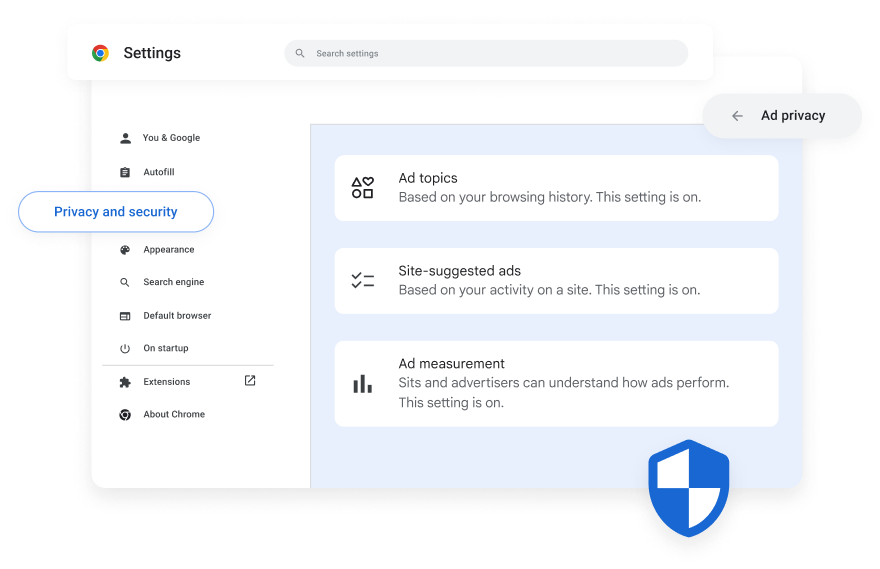 Settings
Search settings
Ad privacy
You & Google
Autofill
Privacy and security
Appearance
Search engine
Default browser
On startup
Extensions
About Chrome
Ad topics
Based on your browsing history. This setting is on.
Site-suggested ads
Based on your activity on a site. This setting is on.
Ad measurement
Sits and advertisers can understand how ads perform.
This setting is on.